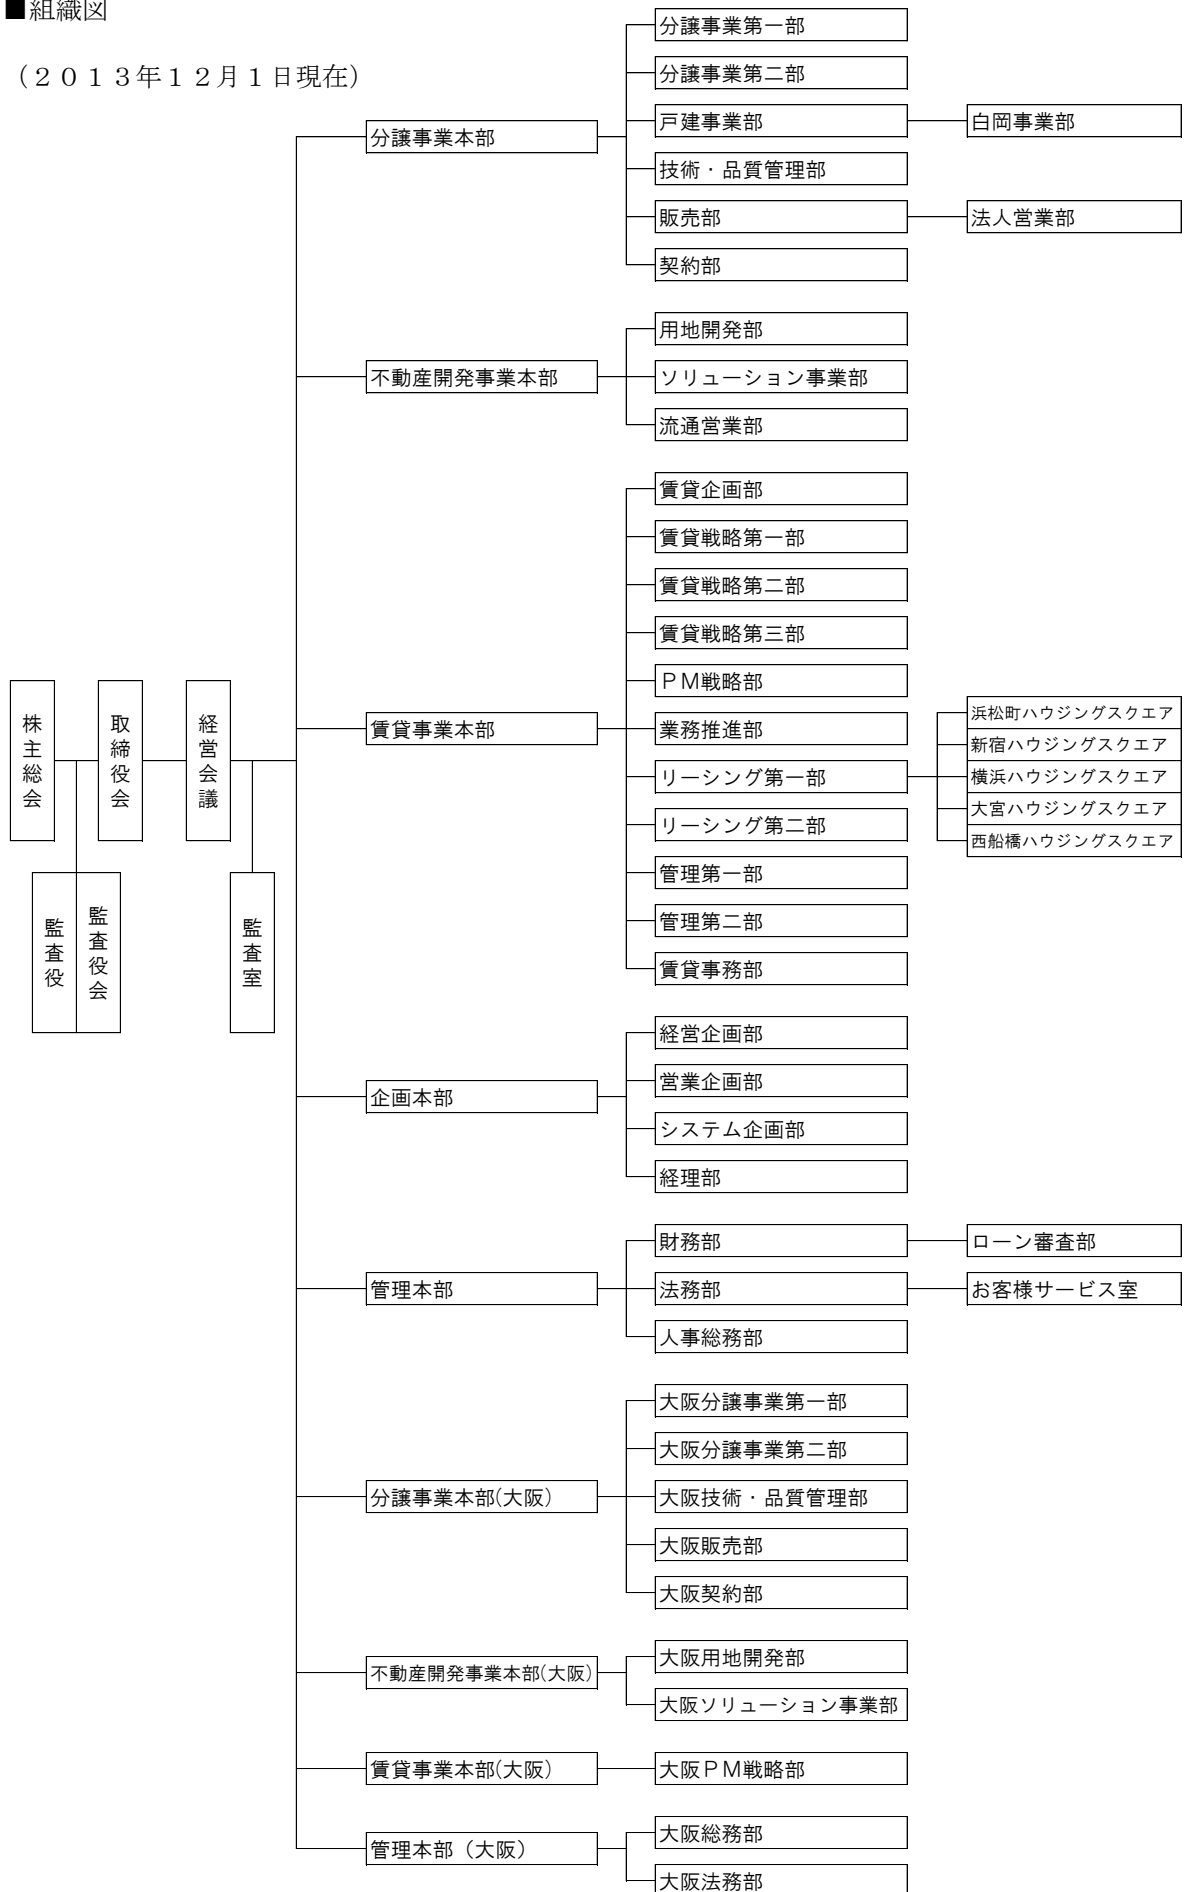 ■組織図
（２０１３年１２月１日現在）
株主総会
取締役会
経営会議
監査役
監査役会
監査室
分譲事業本部
分譲事業第一部
分譲事業第二部
戸建事業部
白岡事業部
技術・品質管理部
販売部
法人営業部
契約部
不動産開発事業本部
用地開発部
ソリューション事業部
流通営業部
賃貸事業本部
賃貸企画部
賃貸戦略第一部
賃貸戦略第二部
賃貸戦略第三部
ＰＭ戦略部
業務推進部
リーシング第一部
浜松町ハウジングスクエア
新宿ハウジングスクエア
横浜ハウジングスクエア
大宮ハウジングスクエア
西船橋ハウジングスクエア
リーシング第二部
管理第一部
管理第二部
賃貸事務部
企画本部
経営企画部
営業企画部
システム企画部
経理部
管理本部
財務部
ローン審査部
法務部
お客様サービス室
人事総務部
分譲事業本部(大阪)
大阪分譲事業第一部
大阪分譲事業第二部
大阪技術・品質管理部
大阪販売部
大阪契約部
不動産開発事業本部(大阪)
大阪用地開発部
大阪ソリューション事業部
賃貸事業本部(大阪)
大阪ＰＭ戦略部
管理本部（大阪）
大阪総務部
大阪法務部